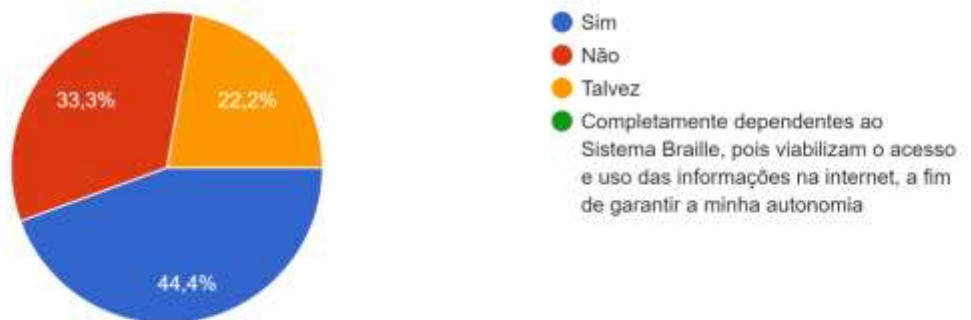 33,3%
22,2%
44,4%
Sim
Não
Talvez
Completamente dependentes ao
Sistema Braille, pois viabilizam o acesso
e uso das informações na internet, a fim
de garantir a minha autonomia